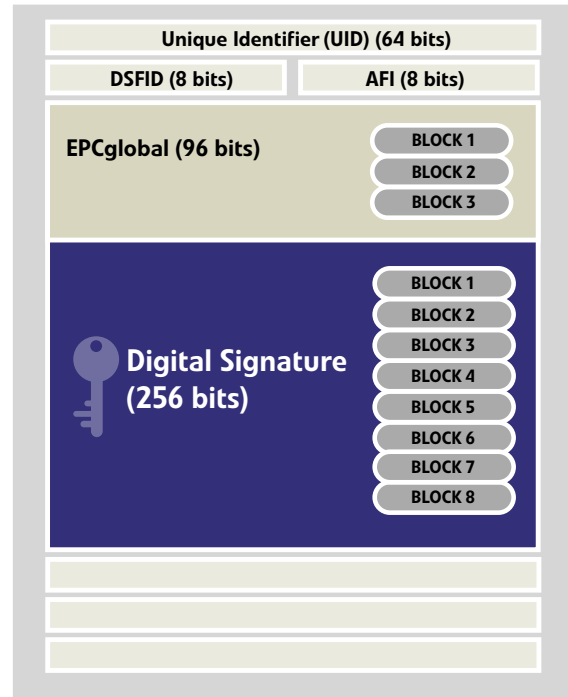 Unique Identifier (UID) (64 bits)
DSFID (8 bits)
AFI (8 bits)
EPCglobal (96 bits)
BLOCK 1
BLOCK 2
BLOCK 3
Digital Signature
(256 bits)
BLOCK 1
BLOCK 2
BLOCK 3
BLOCK 4
BLOCK 5
BLOCK 6
BLOCK 7
BLOCK 8